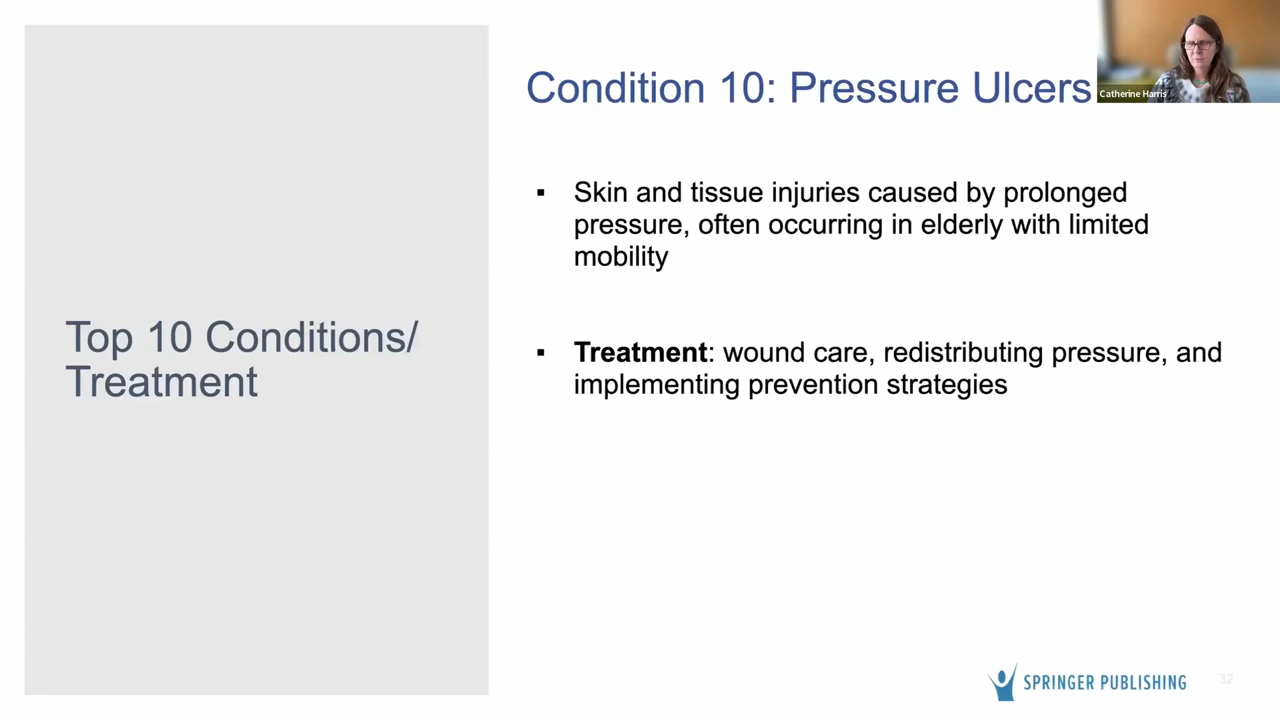 Condition 10: Pressure Ulcers
Catherine Harris
▪ Skin and tissue injuries caused by prolonged
pressure, often occurring in elderly with limited
mobility
Top 10 Conditions/
Treatment
▪ Treatment: wound care, redistributing pressure, and
implementing prevention strategies
SPRINGER PUBLISHING
32